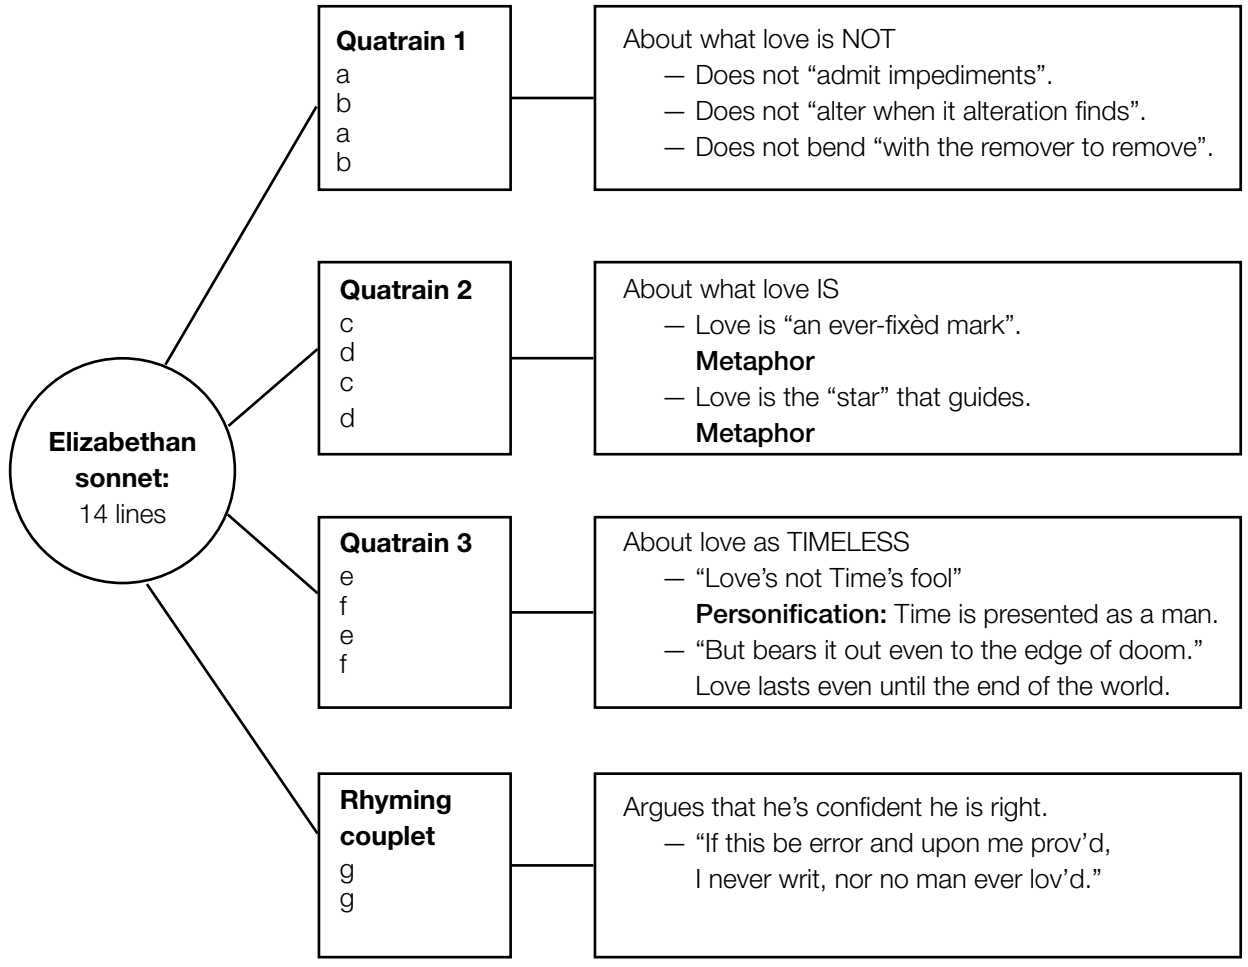 Elizabethan
sonnet:
14 lines
Quatrain 1
a
b
a
b
About what love is NOT
— Does not “admit impediments”.
— Does not “alter when it alteration finds”.
— Does not bend “with the remover to remove”.
Quatrain 2
c
d
c
d
About what love IS
— Love is “an ever-fixèd mark”.
Metaphor
— Love is the “star” that guides.
Metaphor
Quatrain 3
e
f
e
f
About love as TIMELESS
— “Love’s not Time’s fool”
Personification: Time is presented as a man.
— “But bears it out even to the edge of doom.”
Love lasts even until the end of the world.
Rhyming
couplet
g
g
Argues that he’s confident he is right.
— “If this be error and upon me prov’d,
I never writ, nor no man ever lov’d.”